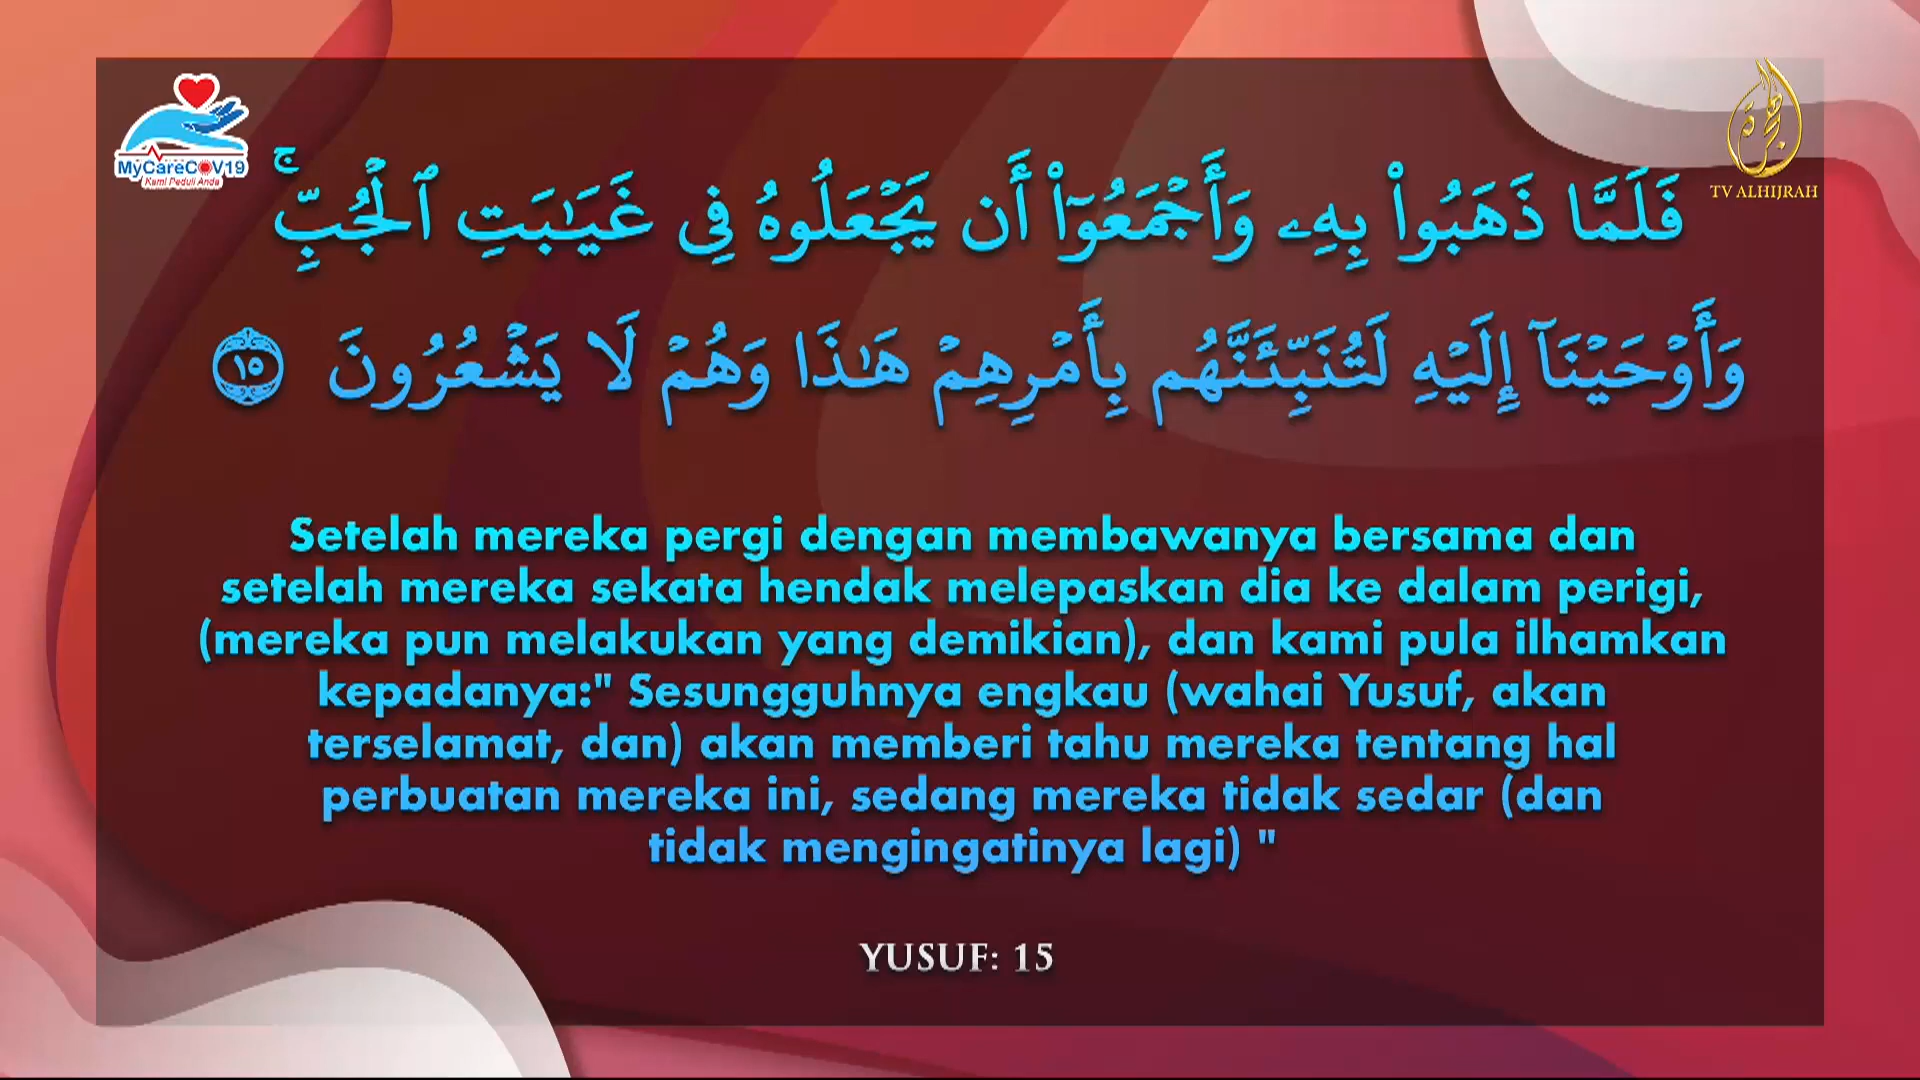 MyCareCOV19
Kami Peduli Anda
TV ALHIJRAH
فَلَمَّا ذَهَبُوا۟ بِهِۦ وَأَجْمَعُوٓا۟ أَن يَجْعَلُوهُ فِى غَيَـٰبَتِ ٱلْجُبِّ ۚ
وَأَوْحَيْنَآ إِلَيْهِ لَتُنَبِّئَنَّهُم بِأَمْرِهِمْ هَـٰذَا وَهُمْ لَا يَشْعُرُونَ ١٥
Setelah mereka pergi dengan membawanya bersama dan
setelah mereka sekata hendak melepaskan dia ke dalam perigi,
(mereka pun melakukan yang demikian), dan kami pula ilhamkan
kepadanya:" Sesungguhnya engkau (wahai Yusuf, akan
terselamat, dan) akan memberi tahu mereka tentang hal
perbuatan mereka ini, sedang mereka tidak sedar (dan
tidak mengingatinya lagi) "
YUSUF: 15